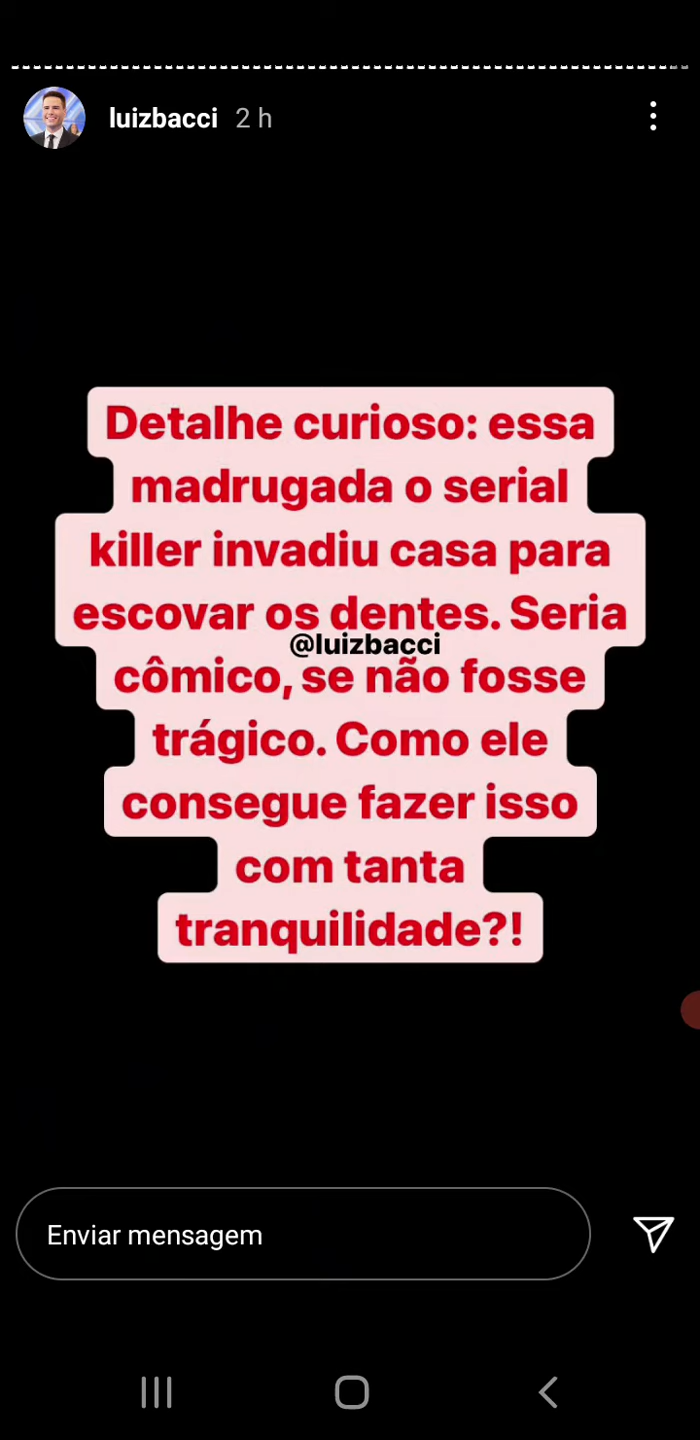 luizbacci 2 h
Detalhe curioso: essa
madrugada o serial
killer invadiu casa para
escovar os dentes. Seria
@luizbacci
cômico, se não fosse
trágico. Como ele
consegue fazer isso
com tanta
tranquilidade?!
Enviar mensagem